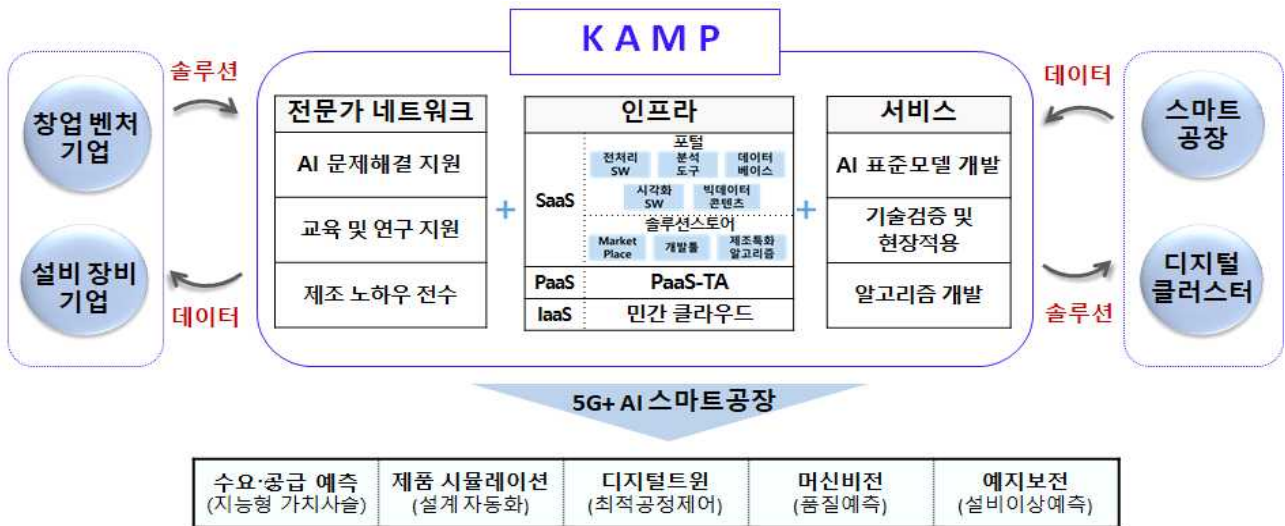 KAMP
솔루션
창업 벤처
기업
설비 장비
기업
데이터
전문가 네트워크
AI 문제해결 지원
교육 및 연구 지원
제조 노하우 전수
+
인프라
SaaS
포털
전처리
SW
분석
도구
데이터
베이스
시각화
SW
빅데이터
콘텐츠
솔루션스토어
Market
Place
개발툴
제조특화
알고리즘
PaaS
PaaS-TA
IaaS
민간 클라우드
+
서비스
AI 표준모델 개발
기술검증 및
현장적용
알고리즘 개발
데이터
스마트
공장
디지털
클러스터
솔루션
5G+ AI 스마트공장
수요·공급 예측
(지능형 가치사슬)
제품 시뮬레이션
(설계 자동화)
디지털트윈
(최적공정제어)
머신비전
(품질예측)
예지보전
(설비이상예측)